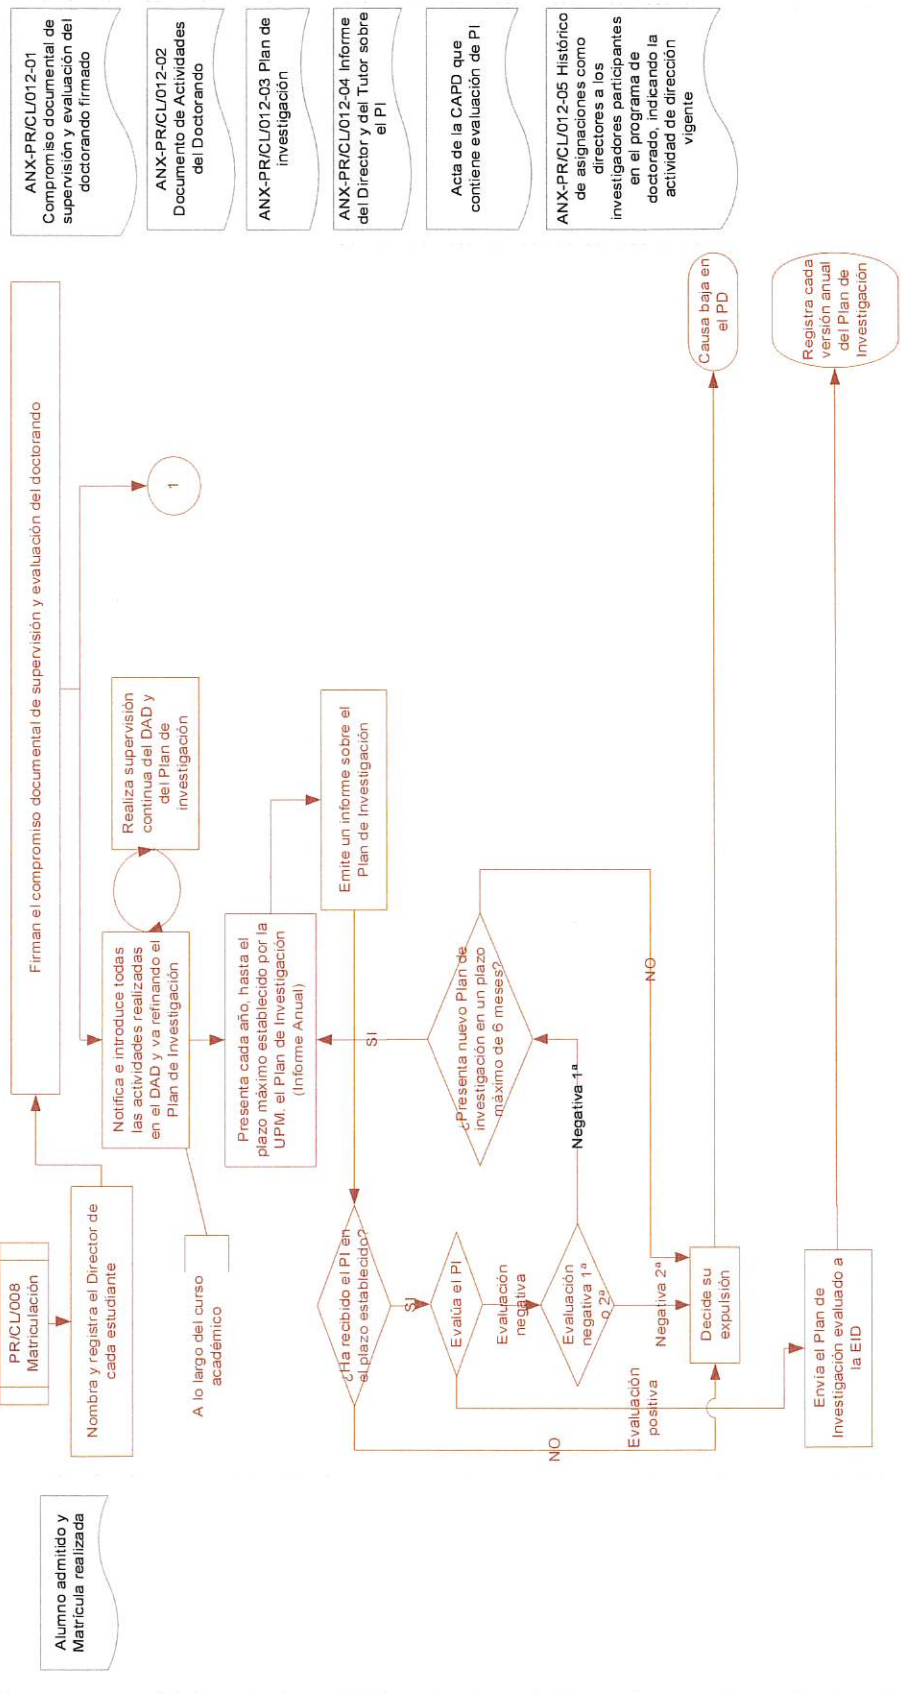 Alumno admitido y
Matrícula realizada
PR/CL/008
Matriculación
Nombra y registra al Director de
cada estudiante
Firman el compromiso documental de supervisión y evaluación del doctorando
1
Notifica e introduce todas
las actividades realizadas
en el DAD y va refinando el
Plan de Investigación
Realiza supervisión
continua del DAD y
del Plan de
investigación
A lo largo del curso
académico
Presenta cada año, hasta el
plazo máximo establecido por la
UPM. el Plan de Investigación
(Informe Anual)
Emite un informe sobre el
Plan de Investigación
¿Ha recibido el PI en
el plazo establecido?
SI
NO
Evalúa el PI
Evaluación
negativa
Evaluación
positiva
Evaluación
negativa 1ª
o 2ª
Negativa 1ª
Negativa 2ª
¿Presenta nuevo Plan de
investigación en un plazo
máximo de 6 meses?
SI
NO
Decide su
expulsión
Causa baja en
el PD
Envia el Plan de
Investigación evaluado a
la EID
Registra cada
versión anual
del Plan de
Investigación
ANX-PR/CL/012-01
Compromiso documental de
supervisión y evaluación del
doctorando firmado
ANX-PR/CL/012-02
Documento de Actividades
del Doctorando
ANX-PR/CL/012-03 Plan de
investigación
ANX-PR/CL/012-04 Informe
del Director y del Tutor sobre
el PI
Acta de la CAPD que
contiene evaluación de PI
ANX-PR/CL/012-05 Histórico
de asignaciones como
directores a los
investigadores participantes
en el programa de
doctorado, indicando la
actividad de dirección
vigente